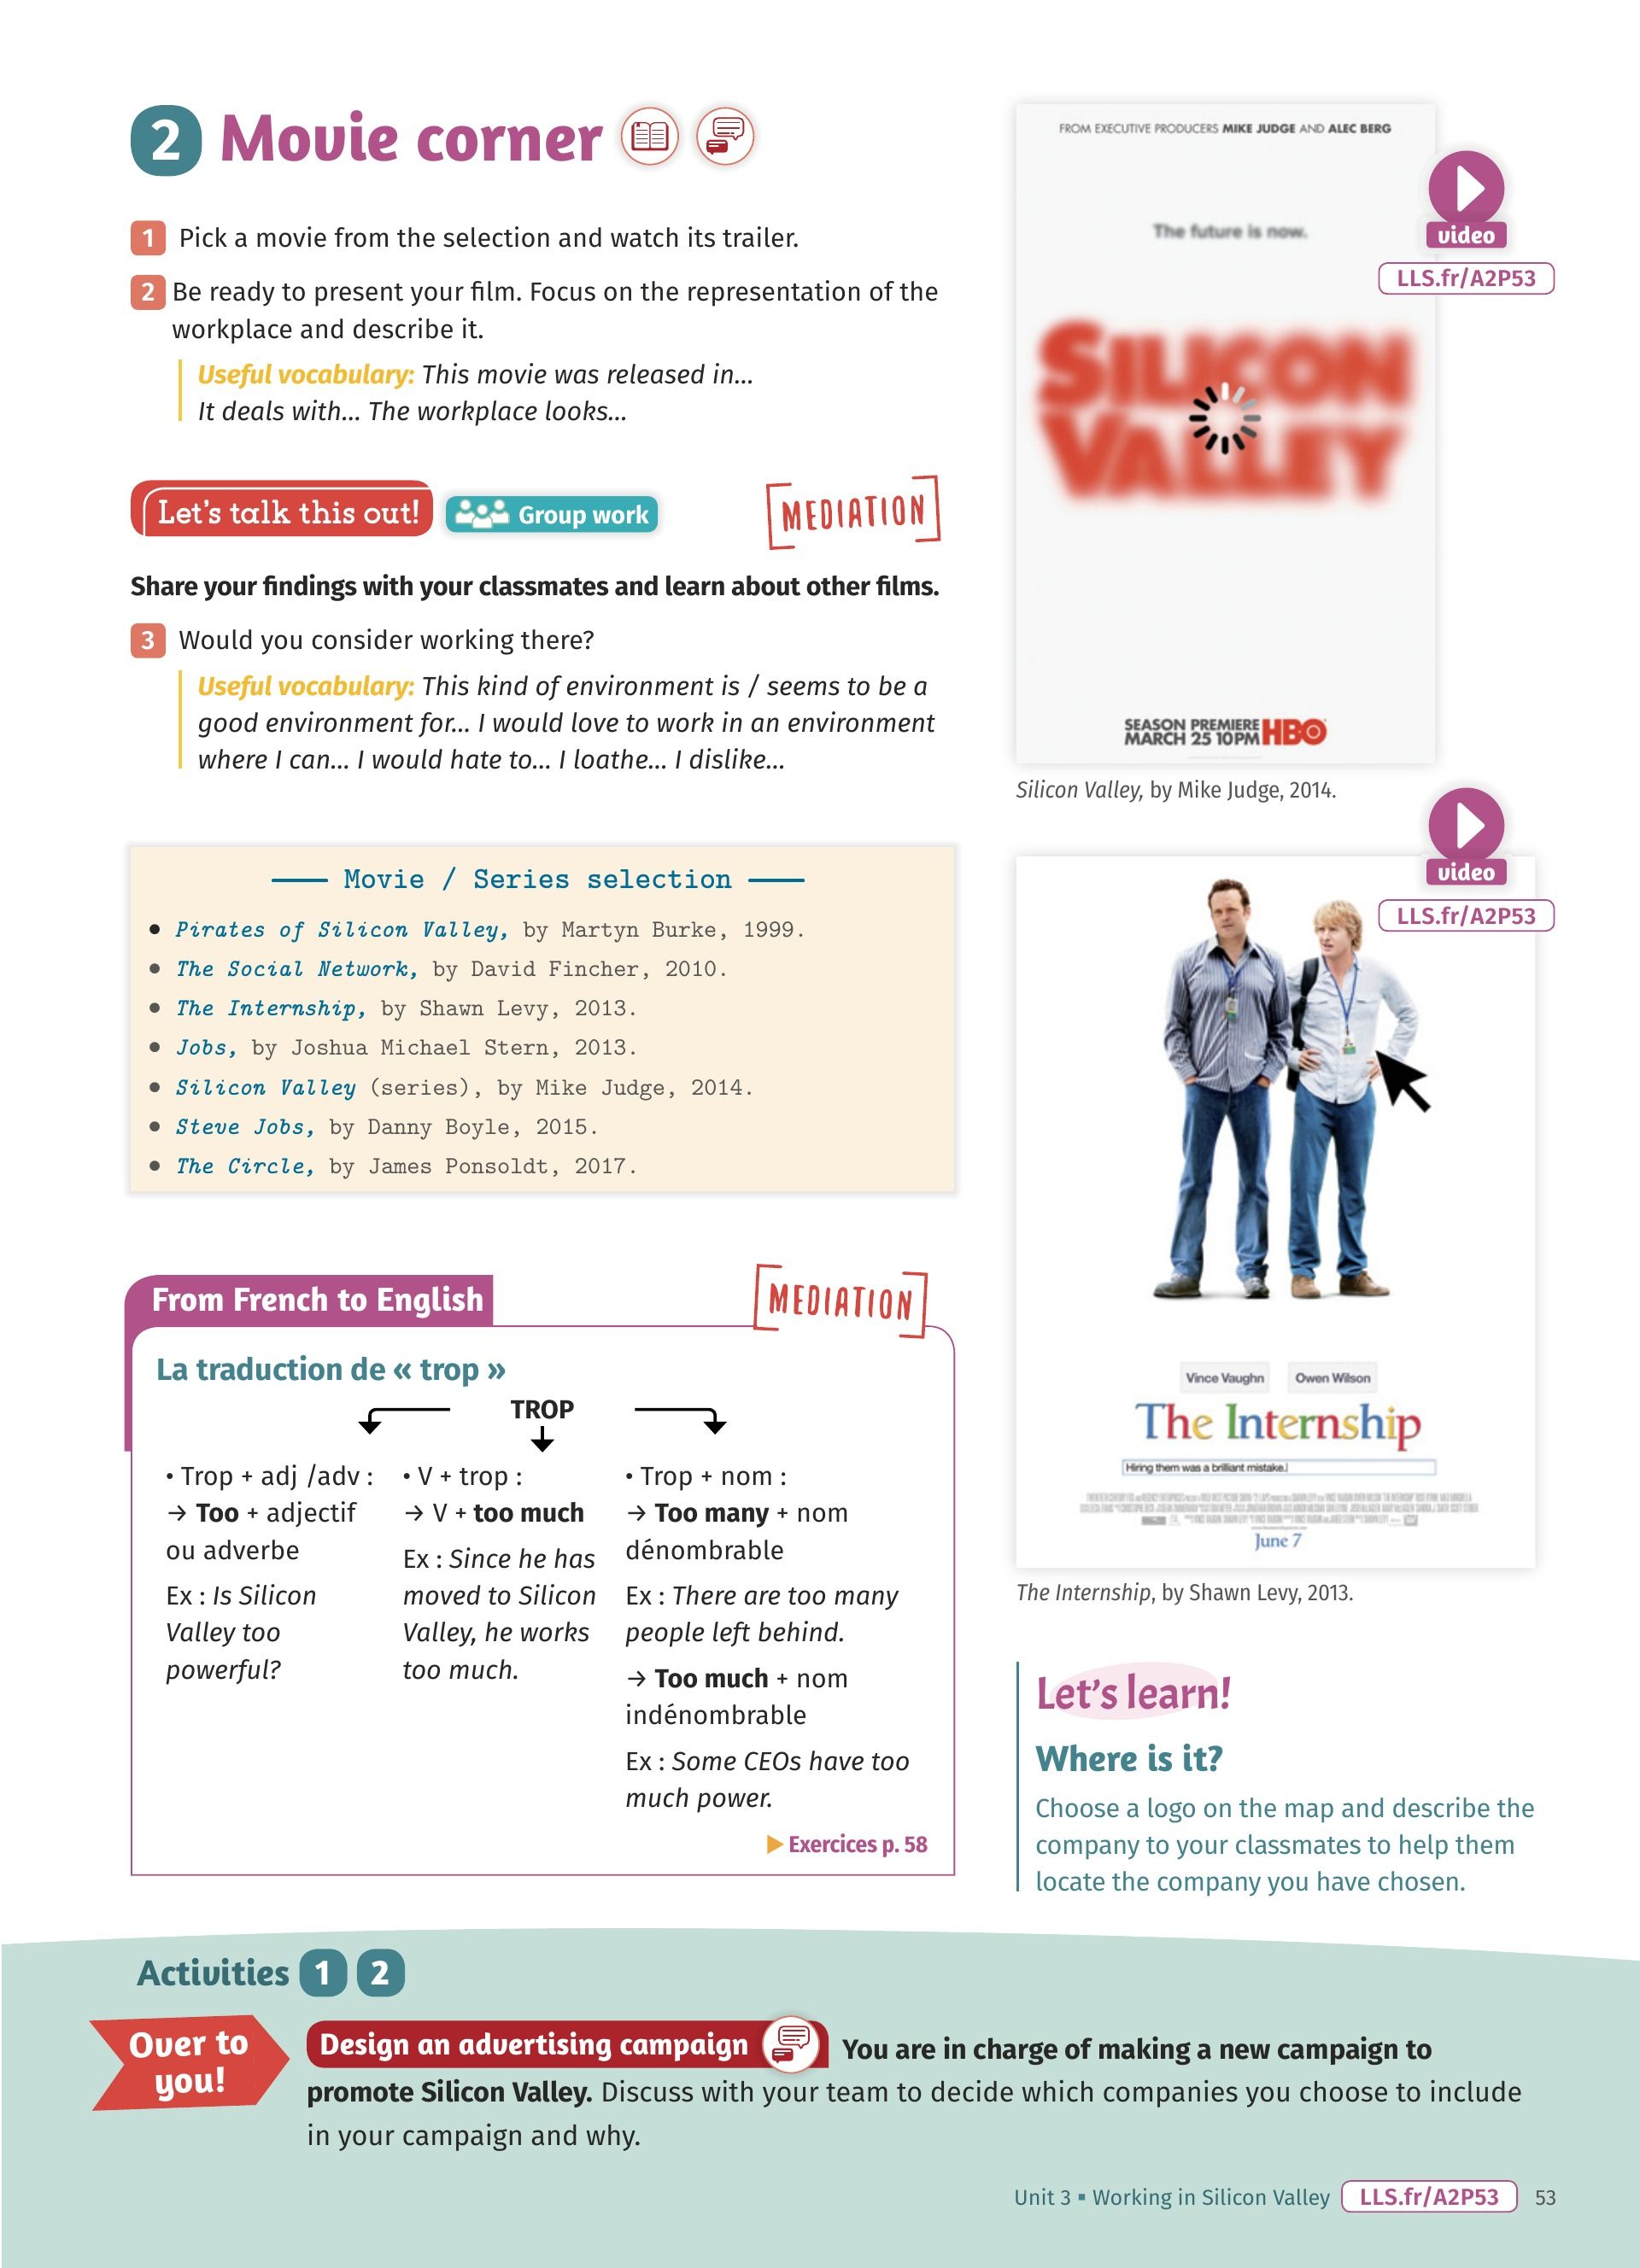 2 Movie corner
1 Pick a movie from the selection and watch its trailer.
2 Be ready to present your film. Focus on the representation of the
workplace and describe it.
Useful vocabulary: This movie was released in...
It deals with... The workplace looks...
Let's talk this out!
Group work
MEDIATION
Share your findings with your classmates and learn about other films.
3 Would you consider working there?
Useful vocabulary: This kind of environment is / seems to be a
good environment for... I would love to work in an environment
where I can... I would hate to... I loathe... I dislike...
Movie / Series selection
• Pirates of Silicon Valley, by Martyn Burke, 1999.
• The Social Network, by David Fincher, 2010.
• The Internship, by Shawn Levy, 2013.
• Jobs, by Joshua Michael Stern, 2013.
• Silicon Valley (series), by Mike Judge, 2014.
• Steve Jobs, by Danny Boyle, 2015.
• The Circle, by James Ponsoldt, 2017.
From French to English
MEDIATION
La traduction de « trop »
TROP
• Trop + adj /adv :
→ Too + adjectif
ou adverbe
Ex : Is Silicon
Valley too
powerful?
• V + trop :
→ V + too much
Ex : Since he has
moved to Silicon
Valley, he works
too much.
• Trop + nom :
→ Too many + nom
dénombrable
Ex : There are too many
people left behind.
→ Too much + nom
indénombrable
Ex : Some CEOs have too
much power.
Exercices p. 58
FROM EXECUTIVE PRODUCERS MIKE JUDGE AND ALEC BERG
The future is now.
SILICON
VALLEY
SEASON PREMIERE
MARCH 25 10PM HBO
video
LLS.fr/A2P53
Silicon Valley, by Mike Judge, 2014.
video
LLS.fr/A2P53
Vince Vaughn Owen Wilson
The Internship
Hiring them was a brilliant mistake.
June 7
The Internship, by Shawn Levy, 2013.
Let's learn!
Where is it?
Choose a logo on the map and describe the
company to your classmates to help them
locate the company you have chosen.
Activities 1 2
Over to
you!
Design an advertising campaign You are in charge of making a new campaign to
promote Silicon Valley. Discuss with your team to decide which companies you choose to include
in your campaign and why.
Unit 3 ▪ Working in Silicon Valley LLS.fr/A2P53 53